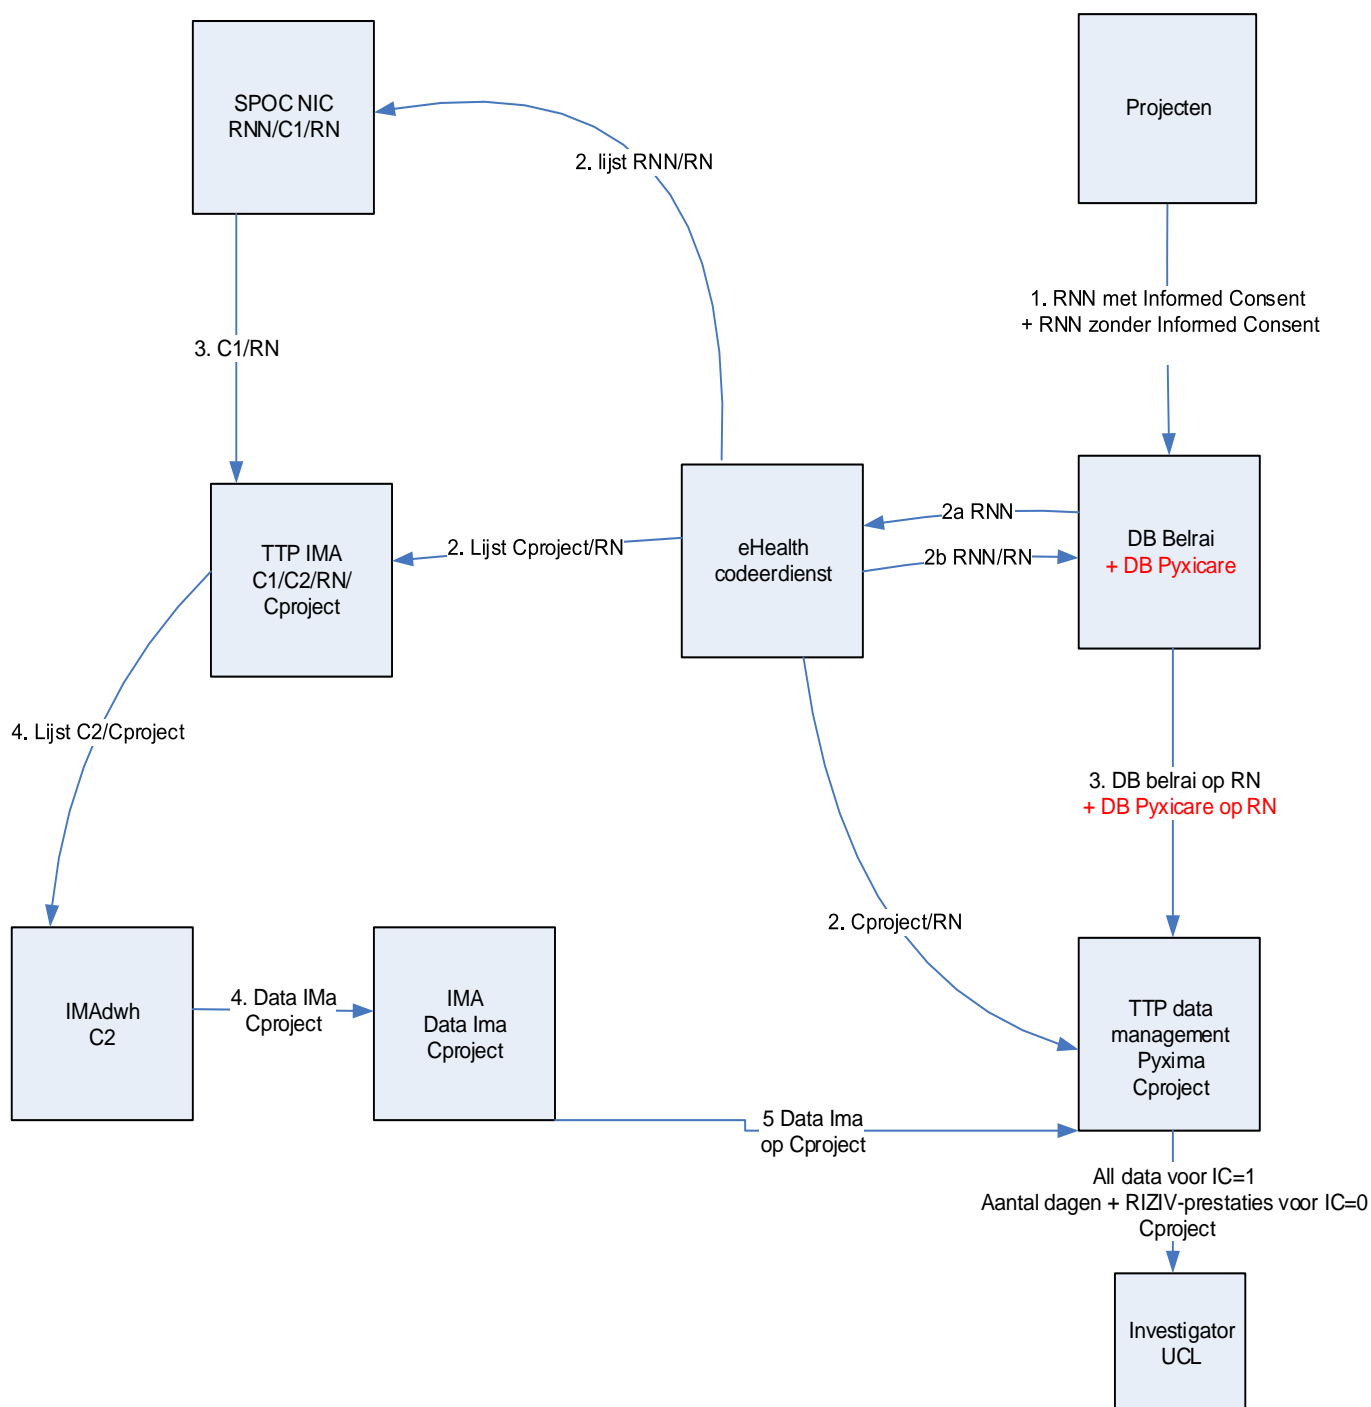 SPOC NIC
RNN/C1/RN
Projecten
2. lijst RNN/RN
1. RNN met Informed Consent
+ RNN zonder Informed Consent
3. C1/RN
TTP IMA
C1/C2/RN/
Cproject
2. Lijst Cproject/RN
eHealth
codeerdienst
2a RNN
2b RNN/RN
DB Belrai
+ DB Pyxicare
4. Lijst C2/Cproject
3. DB belrai op RN
+ DB Pyxicare op RN
2. Cproject/RN
IMAdwh
C2
4. Data IMa
Cproject
IMA
Data Ima
Cproject
TTP data
management
Pyxima
Cproject
5 Data Ima
op Cproject
All data voor IC=1
Aantal dagen + RIZIV-prestaties voor IC=0
Cproject
Investigator
UCL